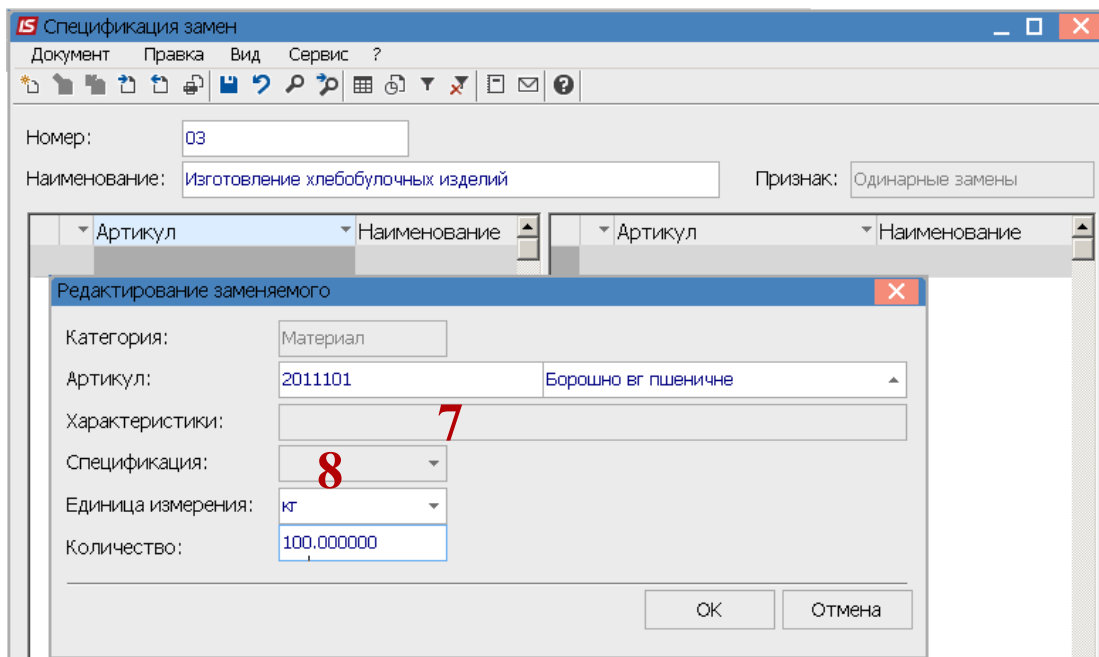 IS Спецификация замен
Документ Правка Вид Сервис ?
Номер: 03
Наименование: Изготовление хлебобулочных изделий Признак: Одинарные замены
Артикул Наименование Артикул Наименование
Редактирование заменяемого
Категория: Материал
Артикул: 2011101 Борошно вг пшеничне
Характеристики: 7
Спецификация: 8
Единица измерения: кг
Количество: 100.000000
ОК Отмена